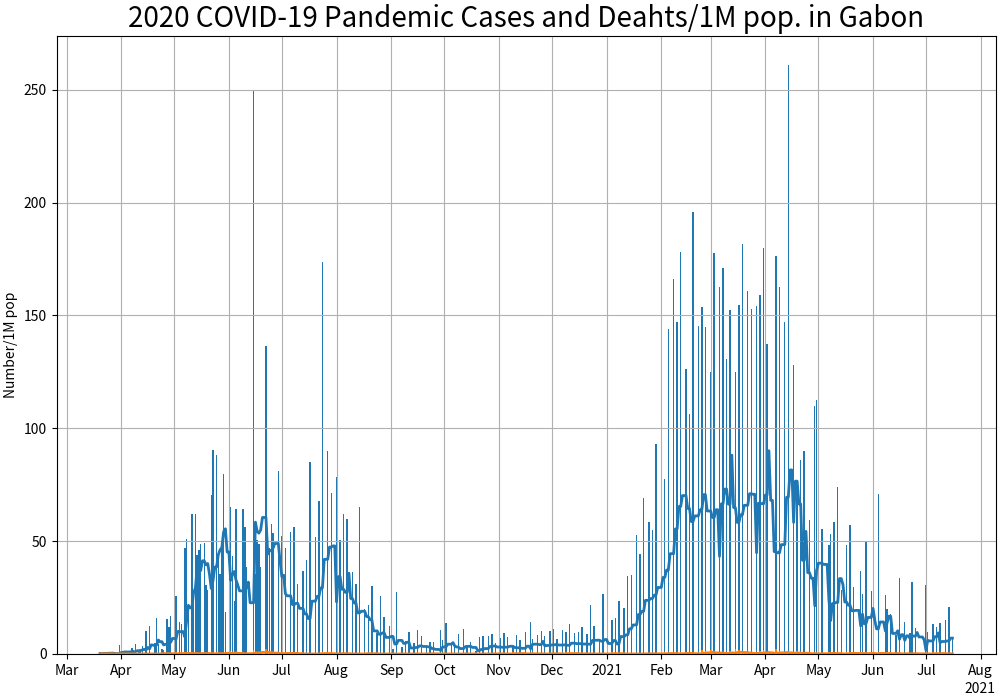 2020 COVID-19 Pandemic Cases and Deahts/1M pop. in Gabon
Number/1M pop
250
200
150
100
50
0
Mar Apr May Jun Jul Aug Sep Oct Nov Dec 2021 Feb Mar Apr May Jun Jul Aug
2021